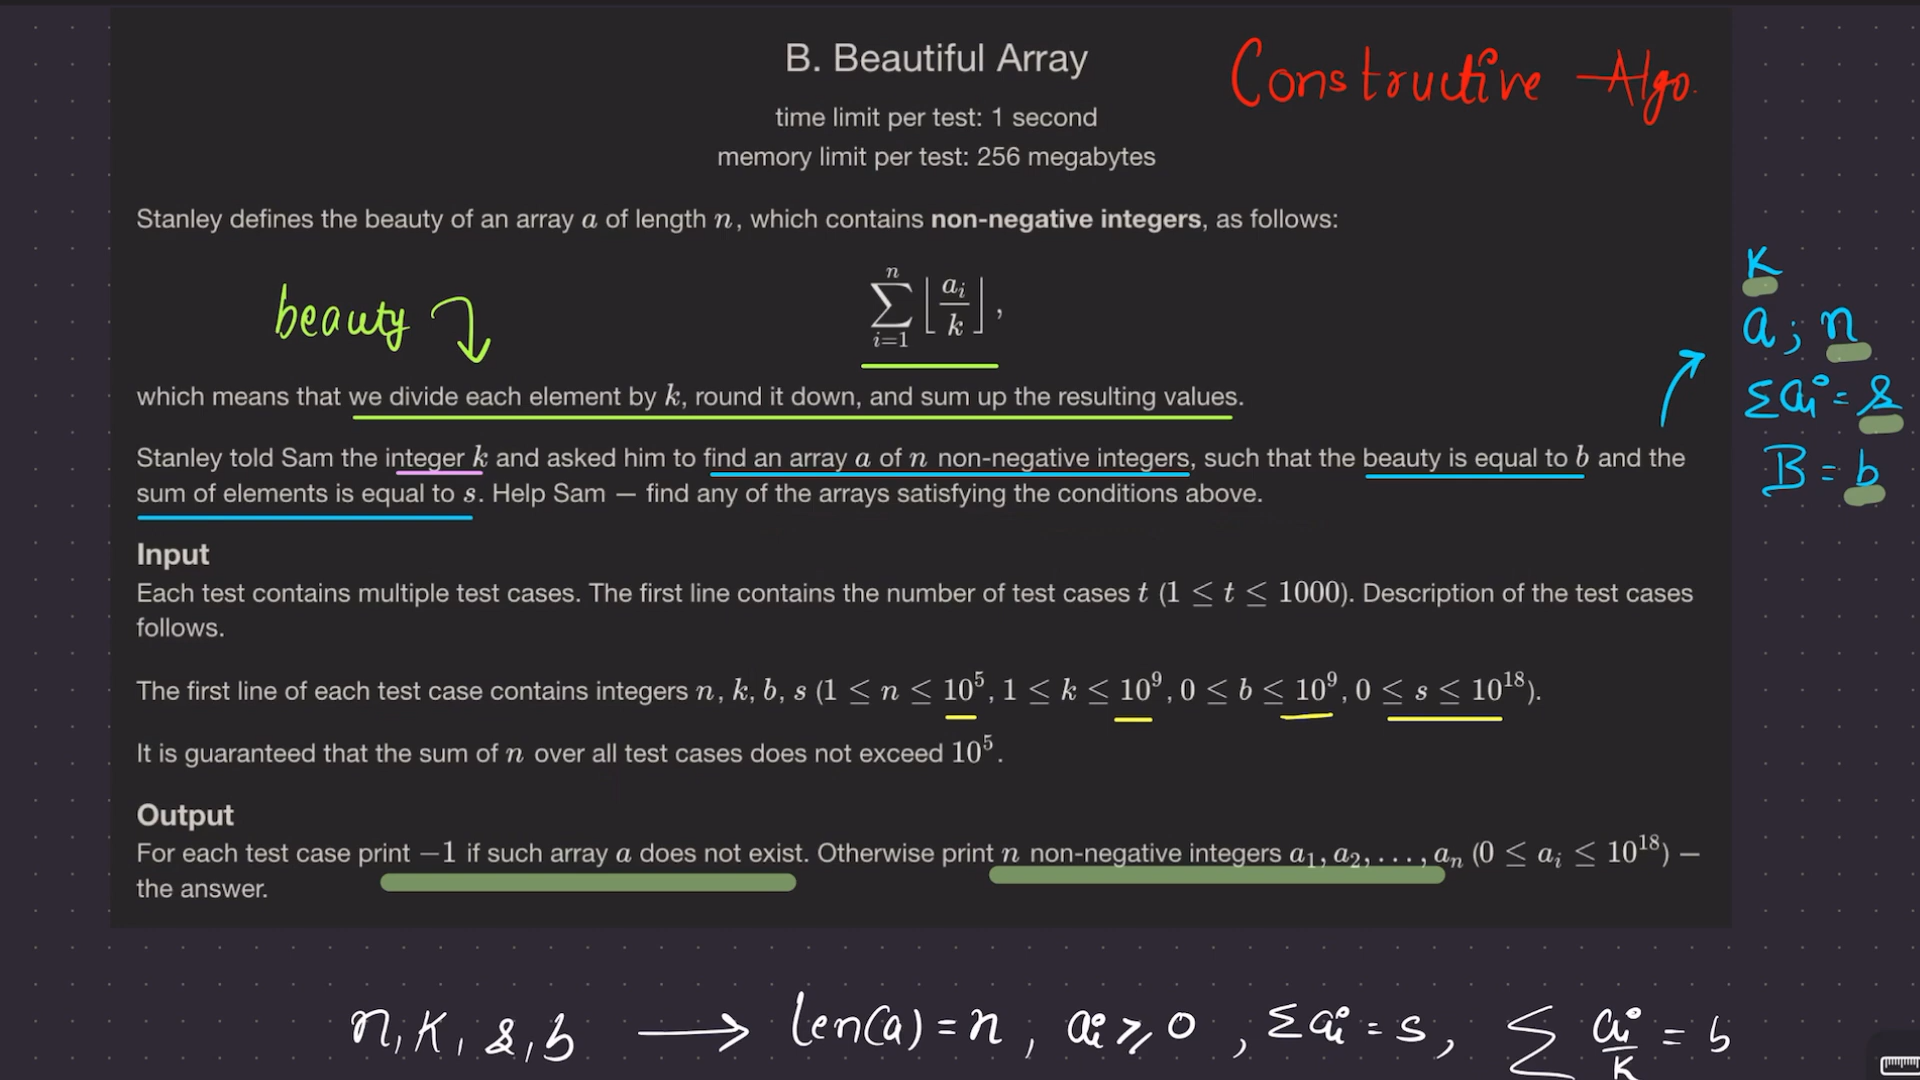 B. Beautiful Array
Constructive Algo.
time limit per test: 1 second
memory limit per test: 256 megabytes
Stanley defines the beauty of an array a of length n, which contains non-negative integers, as follows:
beauty
∑_{i=1}^{n} ⌊a_i/k⌋,
which means that we divide each element by k, round it down, and sum up the resulting values.
Stanley told Sam the integer k and asked him to find an array a of n non-negative integers, such that the beauty is equal to b and the
sum of elements is equal to s. Help Sam — find any of the arrays satisfying the conditions above.
K
a; n
Σai = s
B = b
Input
Each test contains multiple test cases. The first line contains the number of test cases t (1 ≤ t ≤ 1000). Description of the test cases
follows.
The first line of each test case contains integers n, k, b, s (1 ≤ n ≤ 10^5, 1 ≤ k ≤ 10^9, 0 ≤ b ≤ 10^9, 0 ≤ s ≤ 10^18).
It is guaranteed that the sum of n over all test cases does not exceed 10^5.
Output
For each test case print −1 if such array a does not exist. Otherwise print n non-negative integers a_1, a_2, ..., a_n (0 ≤ a_i ≤ 10^18) —
the answer.
n, K, s, b → len(a) = n, ai ≥ 0, Σai = s, Σ ai/K = b